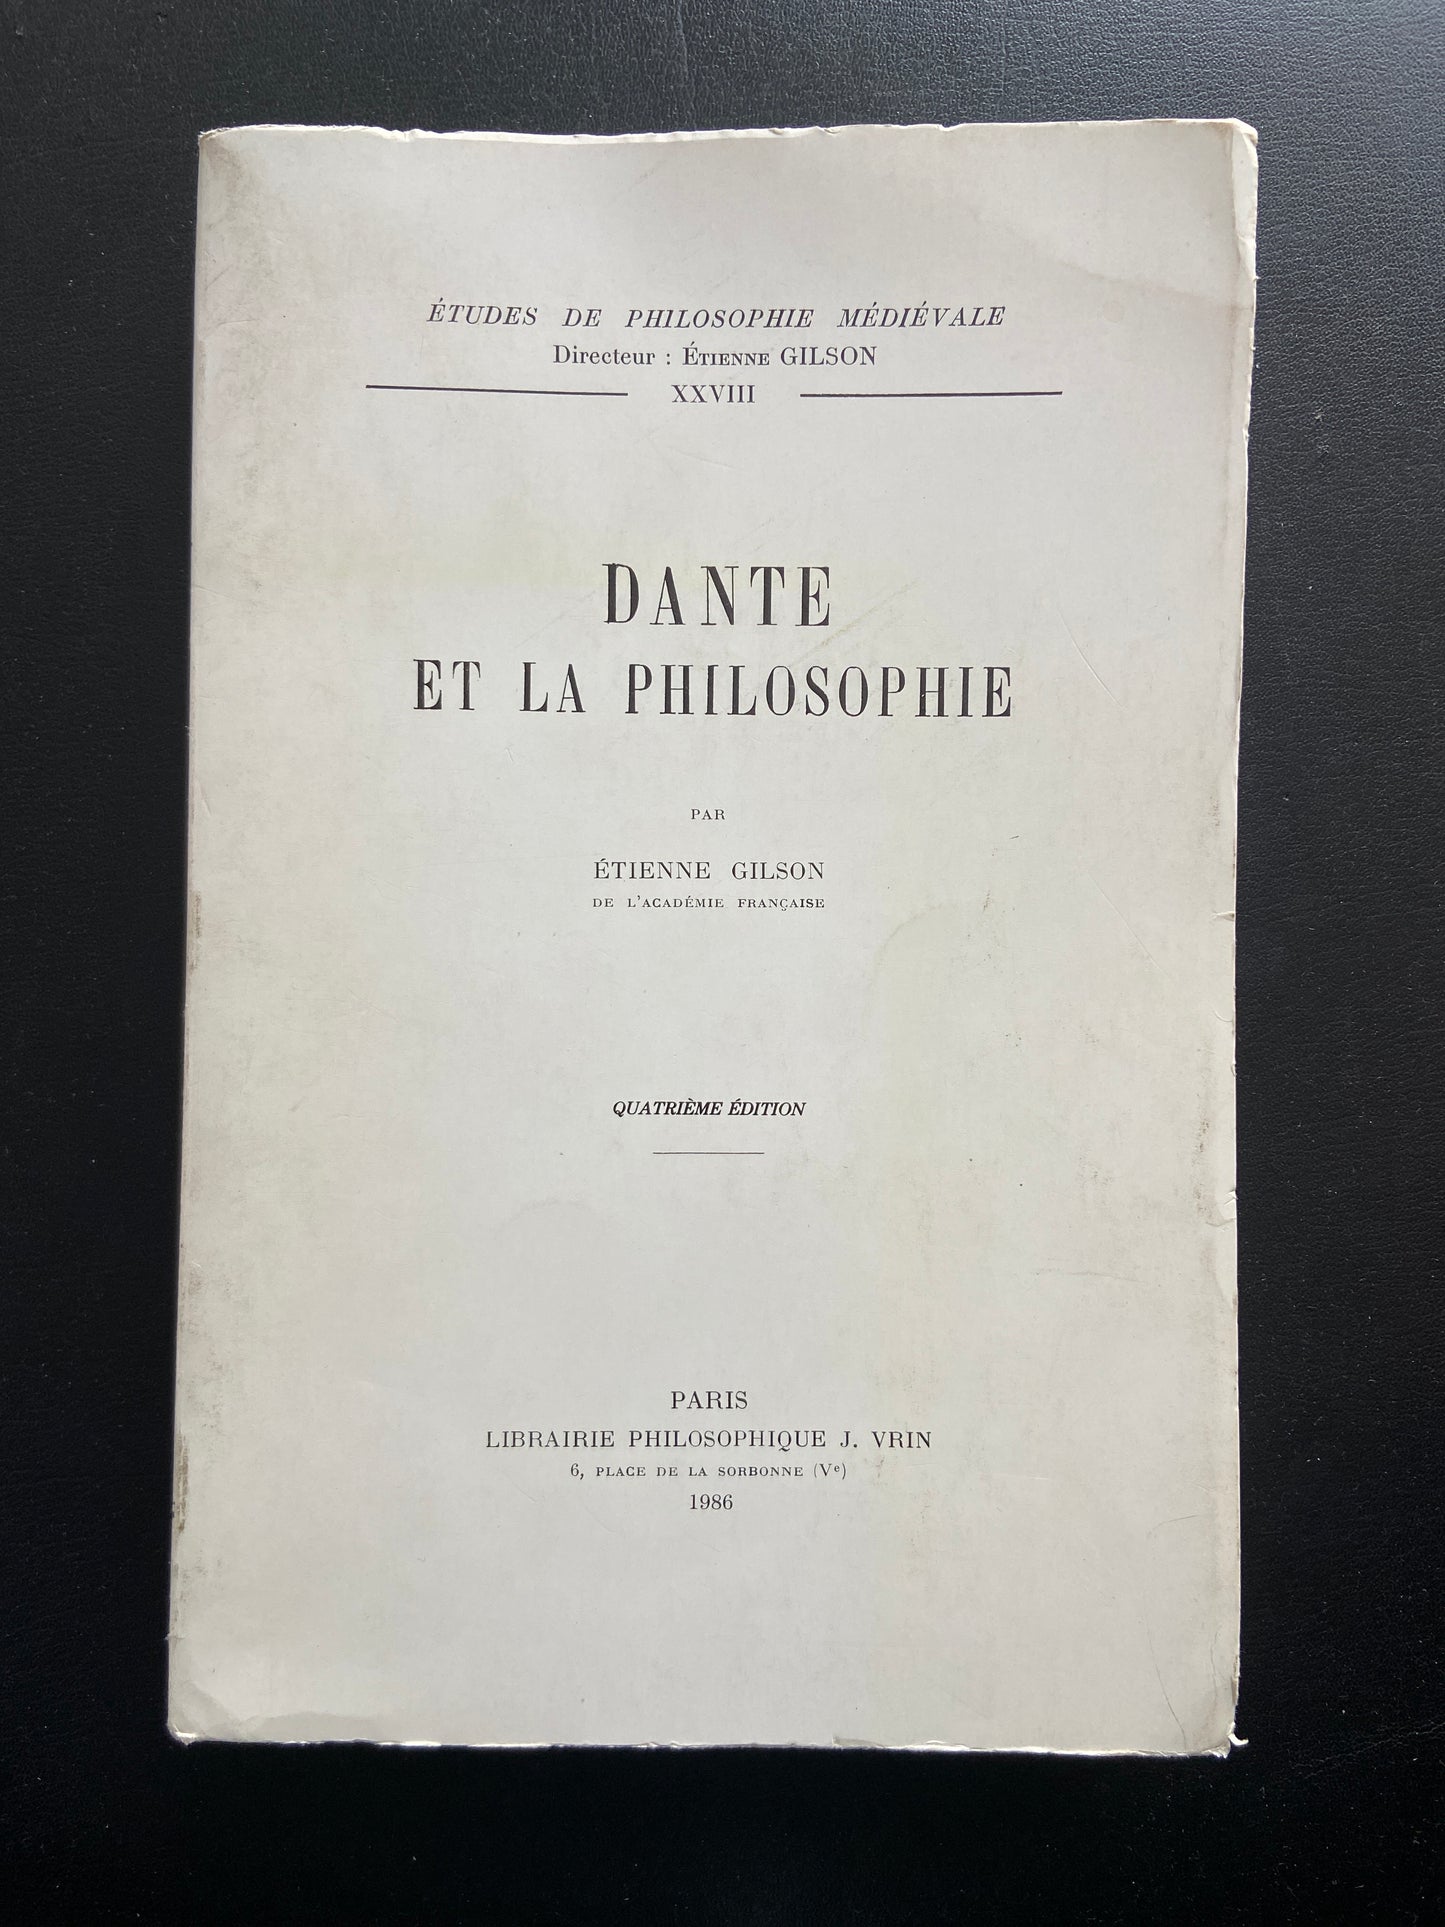 ÉTUDES DE PHILOSOPHIE MÉDIÉVALE
Directeur : ÉTIENNE GILSON
XXVIII
DANTE
ET LA PHILOSOPHIE
PAR
ÉTIENNE GILSON
DE L'ACADÉMIE FRANÇAISE
QUATRIÈME ÉDITION
PARIS
LIBRAIRIE PHILOSOPHIQUE J. VRIN
6, PLACE DE LA SORBONNE (Vᵉ)
1986